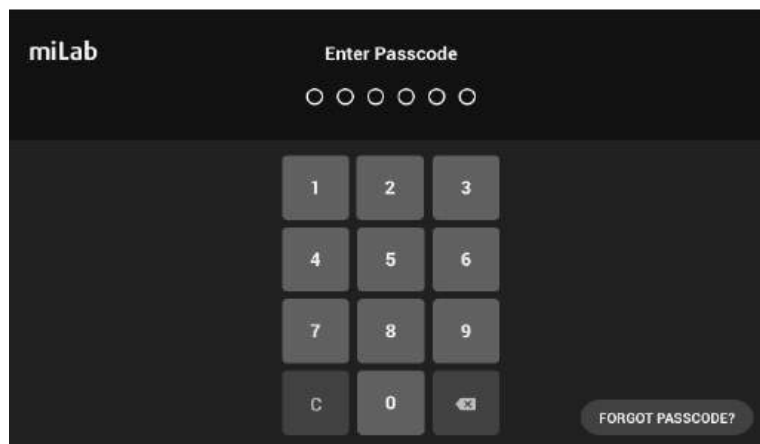 miLab
Enter Passcode
1 2 3
4 5 6
7 8 9
C 0
FORGOT PASSCODE?